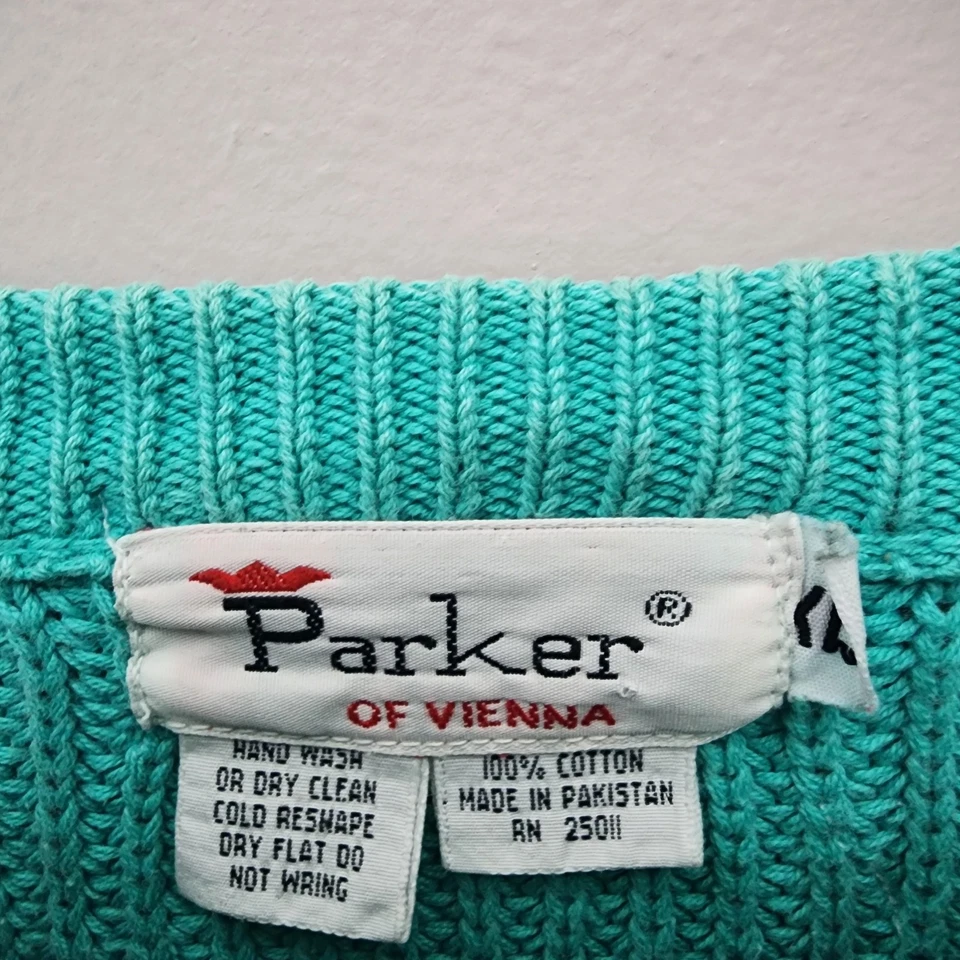 Parker®
OF VIENNA
HAND WASH
OR DRY CLEAN
COLD RESHAPE
DRY FLAT DO
NOT WRING
100% COTTON
MADE IN PAKISTAN
RN 25011